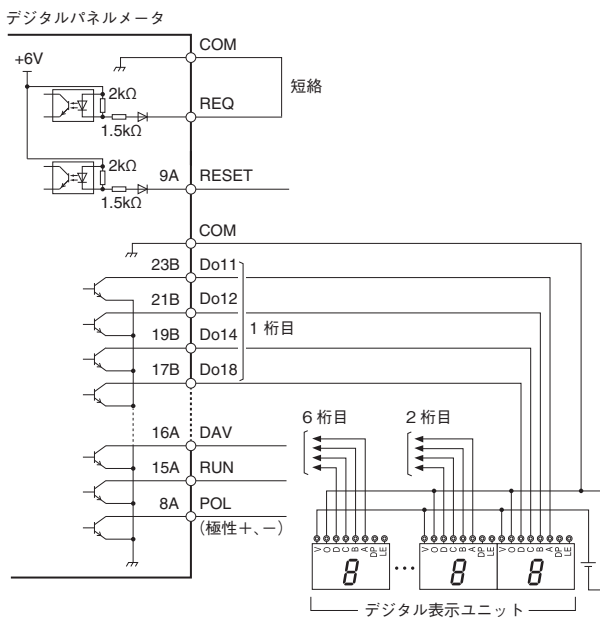 デジタルパネルメータ
COM
+6V
2kΩ
短絡
REQ
1.5kΩ
2kΩ
9A RESET
1.5kΩ
COM
23B Do11
21B Do12
1桁目
19B Do14
17B Do18
6桁目 2桁目
16A DAV
15A RUN
8A POL
(極性+、−)
V O D C B A DP LE V O D C B A DP LE V O D C B A DP LE
8 … 8 8
デジタル表示ユニット